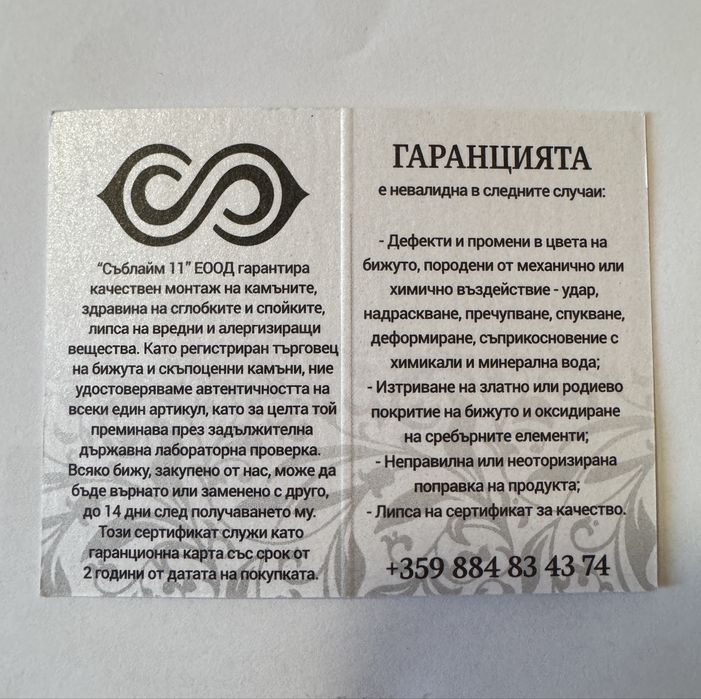 “Съблайм 11” ЕООД гарантира
качествен монтаж на камъните,
здравина на сглобките и спойките,
липса на вредни и алергизиращи
вещества. Като регистриран търговец
на бижута и скъпоценни камъни, ние
удостоверяваме автентичността на
всеки един артикул, като за целта той
преминава през задължителна
държавна лабораторна проверка.
Всяко бижу, закупено от нас, може да
бъде върнато или заменено с друго,
до 14 дни след получаването му.
Този сертификат служи като
гаранционна карта със срок от
2 години от датата на покупката.
ГАРАНЦИЯТА
е невалидна в следните случаи:
- Дефекти и промени в цвета на
бижуто, породени от механично или
химично въздействие - удар,
надраскване, пречупване, спукване,
деформиране, съприкосновение с
химикали и минерална вода;
- Изтриване на златно или родиево
покритие на бижуто и оксидиране
на сребърните елементи;
- Неправилна или неоторизирана
поправка на продукта;
- Липса на сертификат за качество.
+359 884 83 43 74